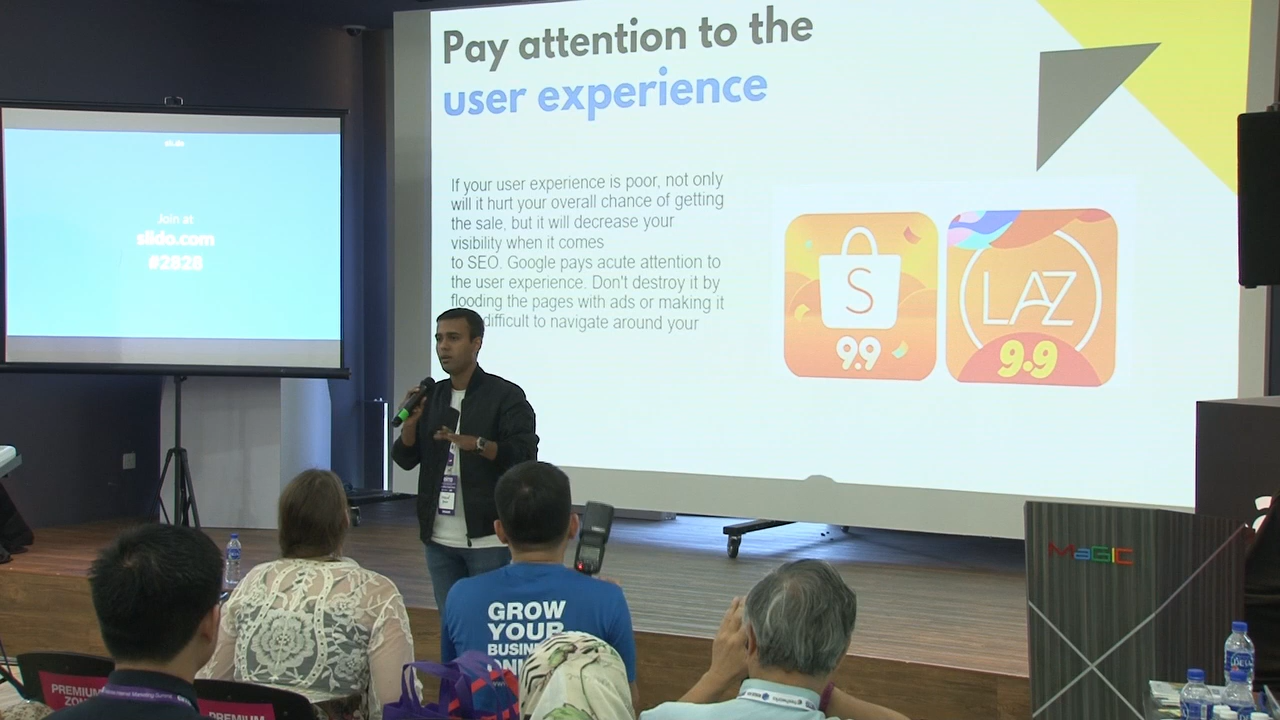 Pay attention to the
user experience
If your user experience is poor, not only
will it hurt your overall chance of getting
the sale, but it will decrease your
visibility when it comes
to SEO. Google pays acute attention to
the user experience. Don't destroy it by
flooding the pages with ads or making it
difficult to navigate around your
S
9.9
LAZ
9.9
sli.do
Join at
slido.com
#2828
MaGIC
GROW
YOUR
PREMIUM
PREMIUM